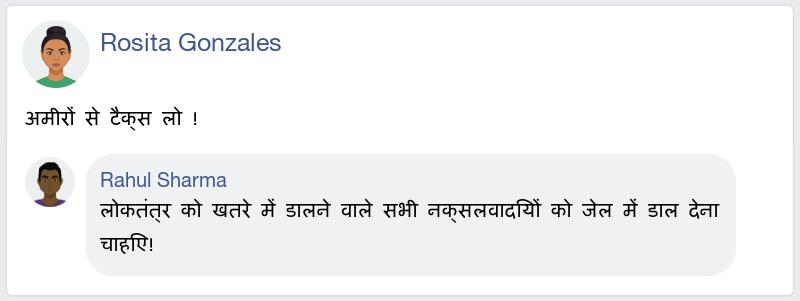 Rosita Gonzales
अमीरों से टैक्स लो !
Rahul Sharma
लोकतंत्र को खतरे में डालने वाले सभी नक्सलवादियों को जेल में डाल देना
चाहिए!